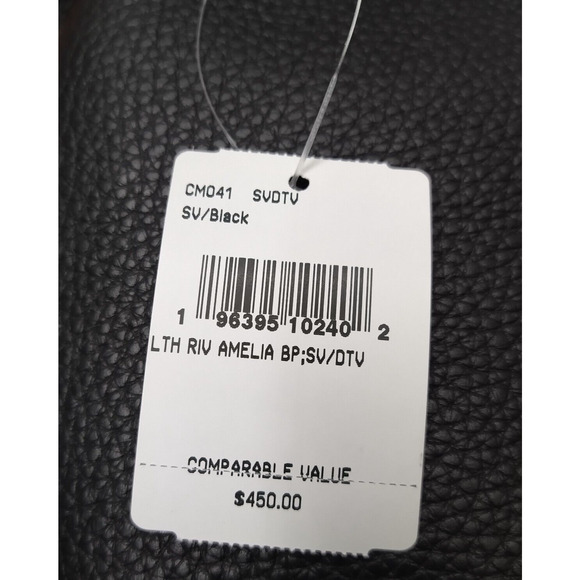 CM041 SVDTV
SV/Black
1 96395 10240 2
LTH RIV AMELIA BP;SV/DTV
COMPARABLE VALUE
$450.00